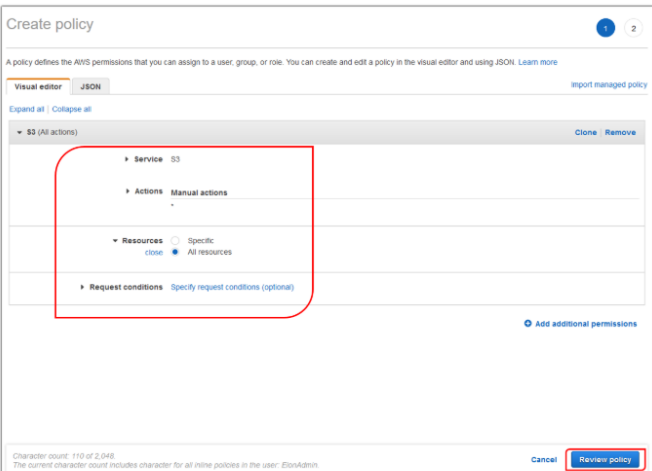 Create policy
1 2
A policy defines the AWS permissions that you can assign to a user, group, or role. You can create and edit a policy in the visual editor and using JSON. Learn more
Visual editor JSON Import managed policy
Expand all | Collapse all
S3 (All actions) Clone | Remove
Service S3
Actions Manual actions
*
Resources Specific
close All resources
Request conditions Specify request conditions (optional)
Add additional permissions
Character count: 110 of 2,048.
The current character count includes character for all inline policies in the user: ElonAdmin.
Cancel Review policy